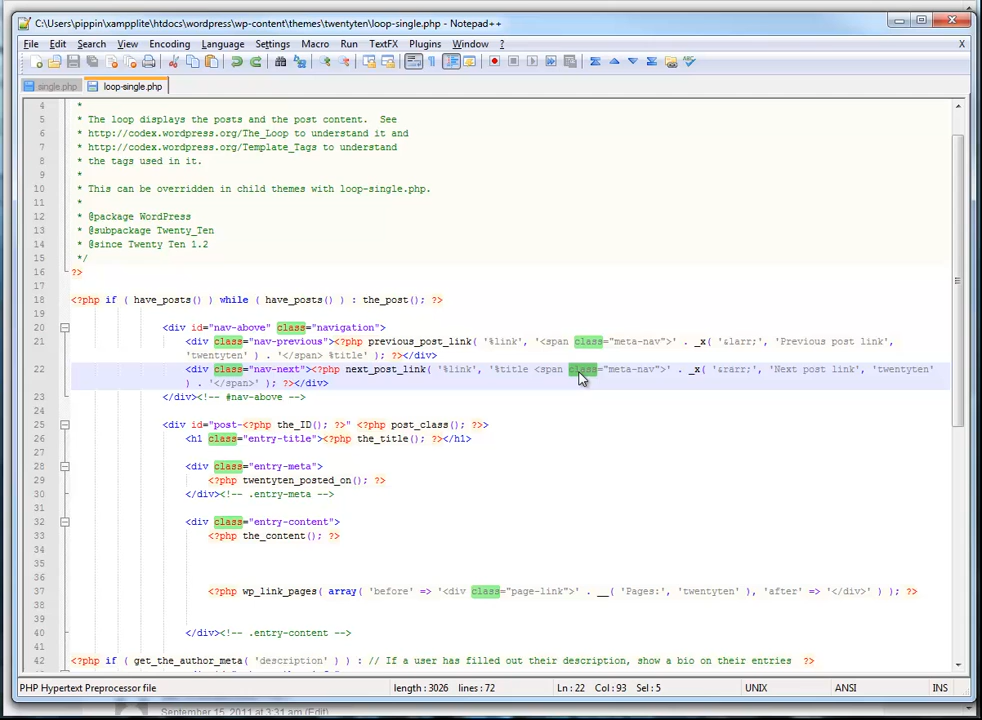 C:\Users\pippin\xampplite\htdocs\wordpress\wp-content\themes\twentyten\loop-single.php - Notepad++
File Edit Search View Encoding Language Settings Macro Run TextFX Plugins Window ? X
single.php loop-single.php
4 *
5 * The loop displays the posts and the post content.  See
6 * http://codex.wordpress.org/The_Loop to understand it and
7 * http://codex.wordpress.org/Template_Tags to understand
8 * the tags used in it.
9 *
10 * This can be overridden in child themes with loop-single.php.
11 *
12 * @package WordPress
13 * @subpackage Twenty_Ten
14 * @since Twenty Ten 1.2
15 */
16 ?>
17
18 <?php if ( have_posts() ) while ( have_posts() ) : the_post(); ?>
19
20 <div id="nav-above" class="navigation">
21 <div class="nav-previous"><?php previous_post_link( '%link', '<span class="meta-nav">' . _x( '&larr;', 'Previous post link',
'twentyten' ) . '</span> %title' ); ?></div>
22 <div class="nav-next"><?php next_post_link( '%link', '%title <span class="meta-nav">' . _x( '&rarr;', 'Next post link', 'twentyten'
) . '</span>' ); ?></div>
23 </div><!-- #nav-above -->
24
25 <div id="post-<?php the_ID(); ?>" <?php post_class(); ?>>
26 <h1 class="entry-title"><?php the_title(); ?></h1>
27
28 <div class="entry-meta">
29 <?php twentyten_posted_on(); ?>
30 </div><!-- .entry-meta -->
31
32 <div class="entry-content">
33 <?php the_content(); ?>
34
35
36
37 <?php wp_link_pages( array( 'before' => '<div class="page-link">' . __( 'Pages:', 'twentyten' ), 'after' => '</div>' ) ); ?>
38
39
40 </div><!-- .entry-content -->
41
42 <?php if ( get_the_author_meta( 'description' ) ) : // If a user has filled out their description, show a bio on their entries  ?>
PHP Hypertext Preprocessor file length : 3026 lines : 72 Ln : 22 Col : 93 Sel : 5 UNIX ANSI INS
September 15, 2011 at 3:31 am (Edit)